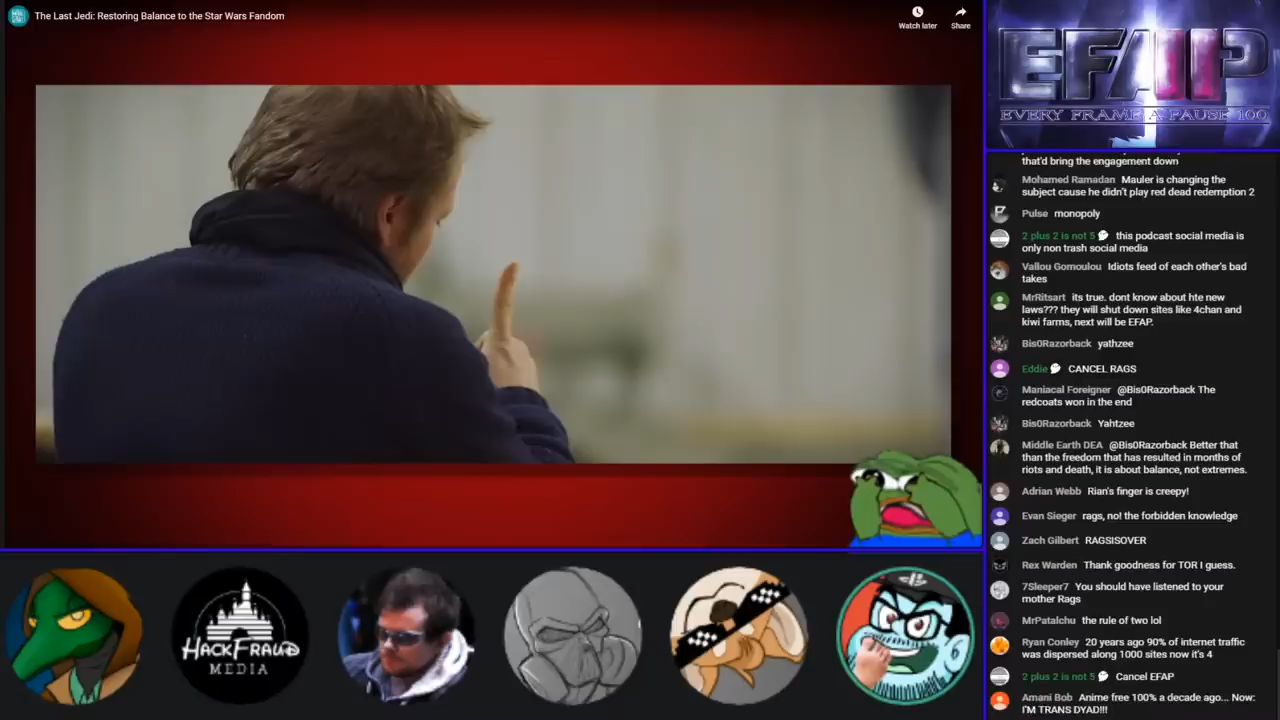 The Last Jedi: Restoring Balance to the Star Wars Fandom
Watch later
Share
EFAP
EVERY FRAME A PAUSE 100
that'd bring the engagement down
Mohamed Ramadan Mauler is changing the
subject cause he didn't play red dead redemption 2
Pulse monopoly
2 plus 2 is not 5 this podcast social media is
only non trash social media
Vallou Gomoulou Idiots feed of each other's bad
takes
MrRitsart its true. dont know about hte new
laws??? they will shut down sites like 4chan and
kiwi farms, next will be EFAP.
Bis0Razorback yathzee
Eddie CANCEL RAGS
Maniacal Foreigner @Bis0Razorback The
redcoats won in the end
Bis0Razorback Yahtzee
Middle Earth DEA @Bis0Razorback Better that
than the freedom that has resulted in months of
riots and death, it is about balance, not extremes.
Adrian Webb Rian's finger is creepy!
Evan Sieger rags, no! the forbidden knowledge
Zach Gilbert RAGSISOVER
Rex Warden Thank goodness for TOR I guess.
7Sleeper7 You should have listened to your
mother Rags
MrPatalchu the rule of two lol
Ryan Conley 20 years ago 90% of internet traffic
was dispersed along 1000 sites now it's 4
2 plus 2 is not 5 Cancel EFAP
Amani Bob Anime free 100% a decade ago... Now:
I'M TRANS DYAD!!!
HACKFRAUD
MEDIA